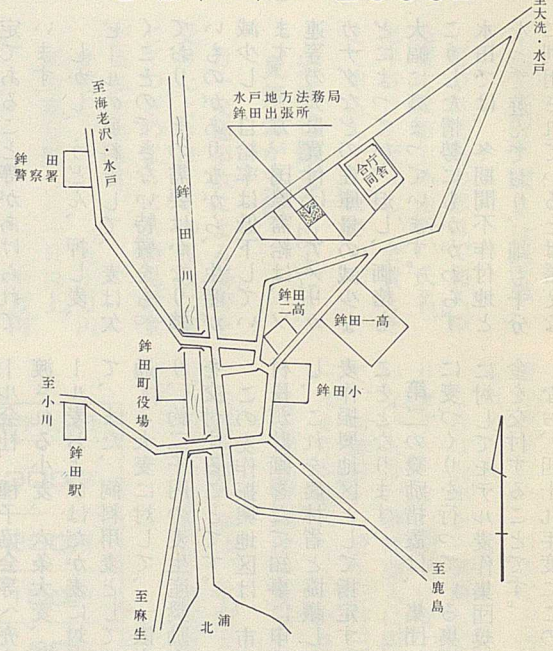 至大洗・水戸
水戸地方法務局
鉾田出張所
至海老沢・水戸
鉾田
警察署
鉾田川
合同
庁舎
鉾田
二高
鉾田一高
鉾田町役場
鉾田小
至小川
鉾田駅
至鹿島
至麻生
北浦